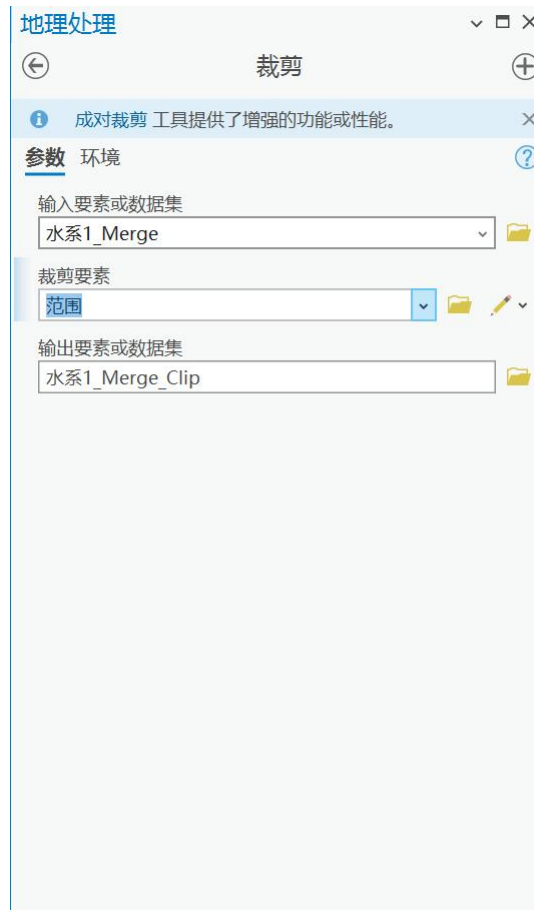 地理处理
裁剪
成对裁剪 工具提供了增强的功能或性能。
参数 环境
输入要素或数据集
水系1_Merge
裁剪要素
范围
输出要素或数据集
水系1_Merge_Clip